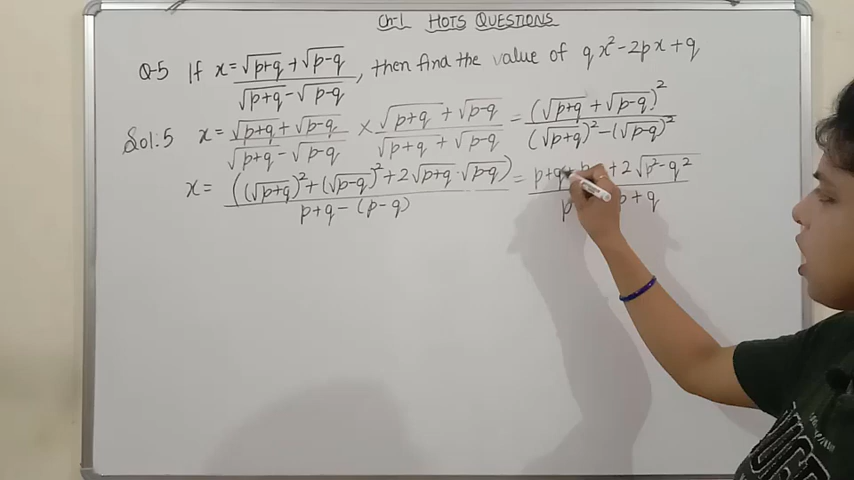 Ch-1 HOTS QUESTIONS
Q-5 If x = (√(p+q) + √(p-q)) / (√(p+q) - √(p-q)), then find the value of qx² - 2px + q
Sol:5 x = (√(p+q) + √(p-q)) / (√(p+q) - √(p-q)) × (√(p+q) + √(p-q)) / (√(p+q) + √(p-q)) = (√(p+q) + √(p-q))² / ((√(p+q))² - (√(p-q))²)
x = ((√(p+q))² + (√(p-q))² + 2√(p+q)·√(p-q)) / (p+q - (p-q)) = p+q+ p + 2√(p²-q²) / p p+q